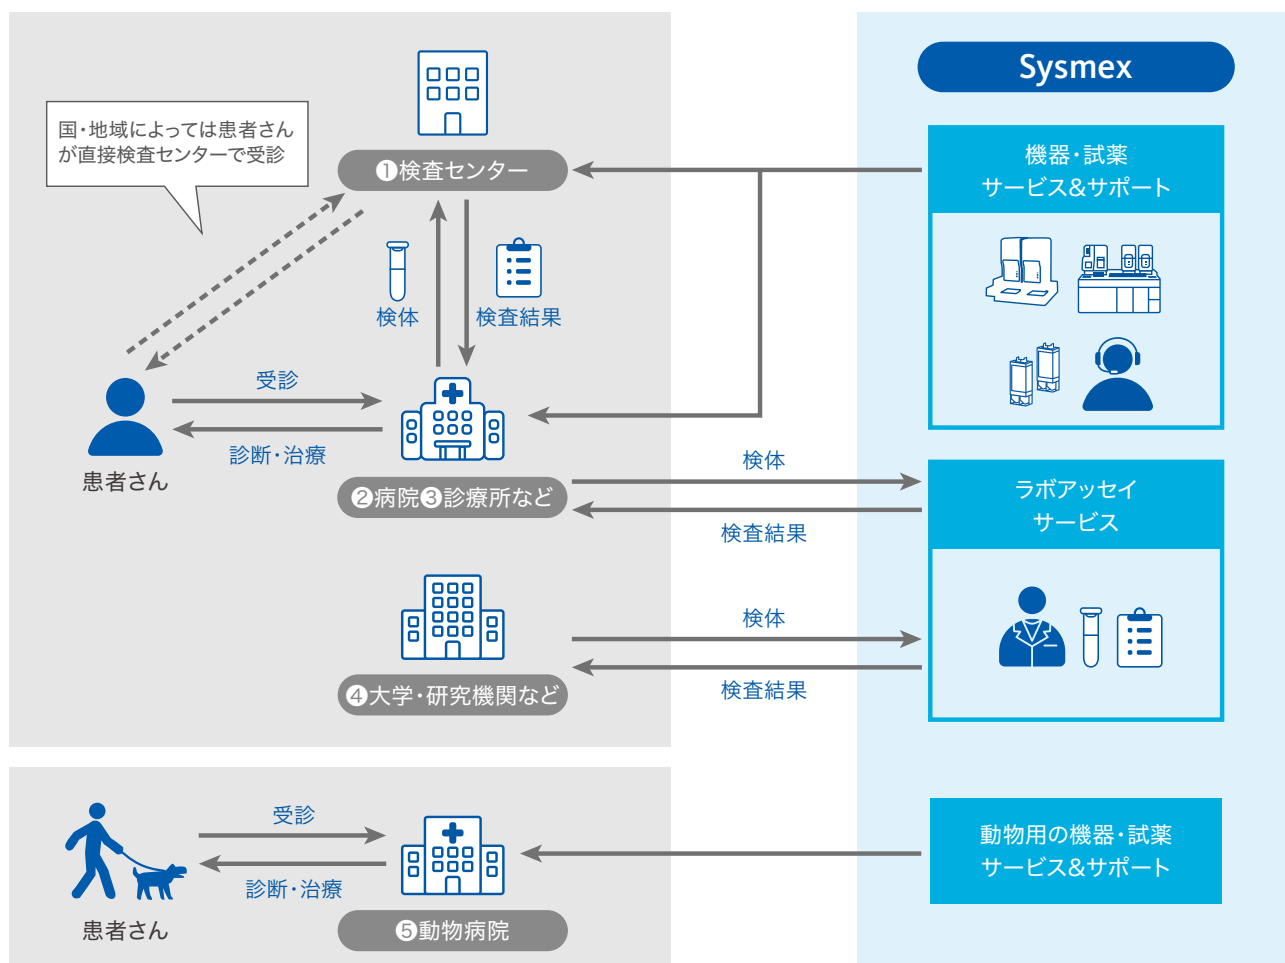 国・地域によっては患者さん
が直接検査センターで受診
❶検査センター
検体
検査結果
受診
診断・治療
患者さん
❷病院❸診療所など
❹大学・研究機関など
検体
検査結果
検体
検査結果
Sysmex
機器・試薬
サービス&サポート
ラボアッセイ
サービス
動物用の機器・試薬
サービス&サポート
受診
診断・治療
患者さん
❺動物病院